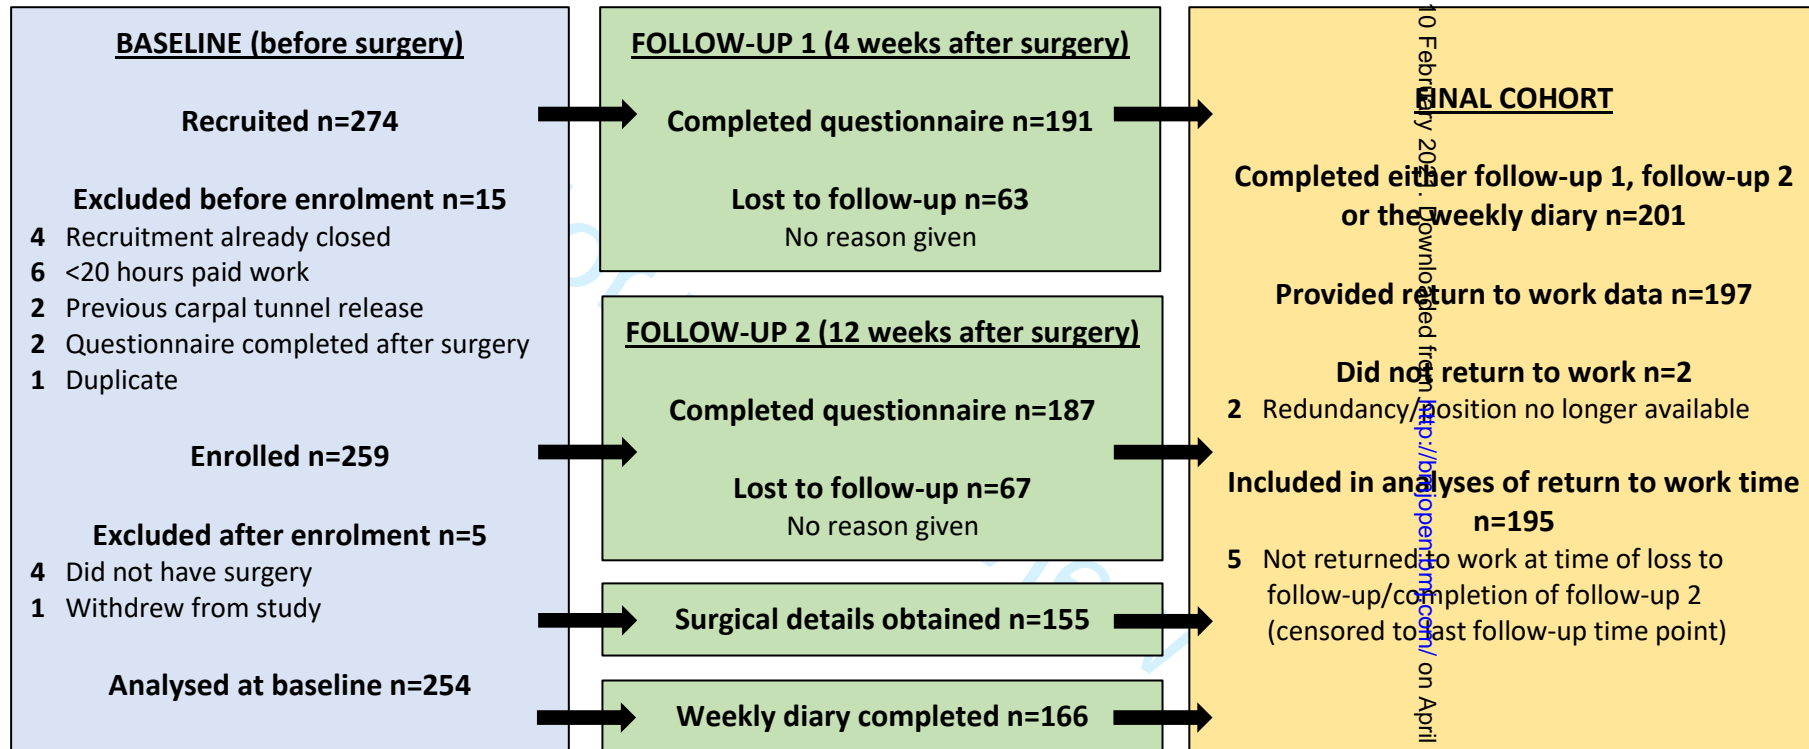 BASELINE (before surgery)
Recruited n=274
Excluded before enrolment n=15
4 Recruitment already closed
6 <20 hours paid work
2 Previous carpal tunnel release
2 Questionnaire completed after surgery
1 Duplicate
Enrolled n=259
Excluded after enrolment n=5
4 Did not have surgery
1 Withdrew from study
Analysed at baseline n=254
FOLLOW-UP 1 (4 weeks after surgery)
Completed questionnaire n=191
Lost to follow-up n=63
No reason given
FOLLOW-UP 2 (12 weeks after surgery)
Completed questionnaire n=187
Lost to follow-up n=67
No reason given
Surgical details obtained n=155
Weekly diary completed n=166
FINAL COHORT
Completed either follow-up 1, follow-up 2
or the weekly diary n=201
Provided return to work data n=197
Did not return to work n=2
2 Redundancy/position no longer available
Included in analyses of return to work time
n=195
5 Not returned to work at time of loss to
follow-up/completion of follow-up 2
(censored to last follow-up time point)
10 February . Downloaded from http://bmjopen.bmj.com/ on April